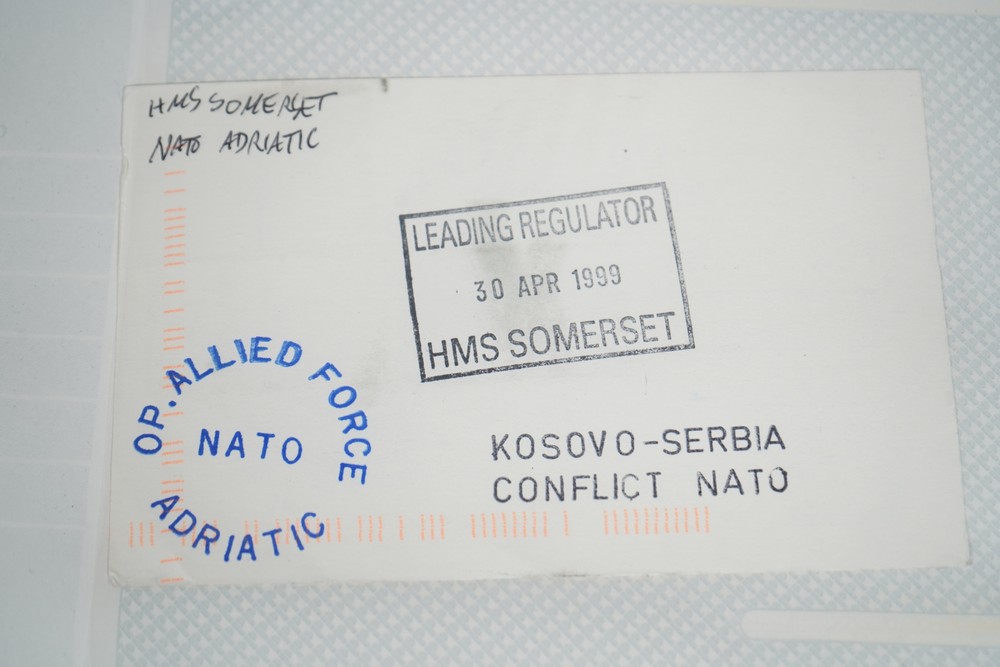 HMS SOMERSET
NATO ADRIATIC
LEADING REGULATOR
30 APR 1999
HMS SOMERSET
OP. ALLIED FORCE
NATO
ADRIATIC
KOSOVO-SERBIA
CONFLICT NATO